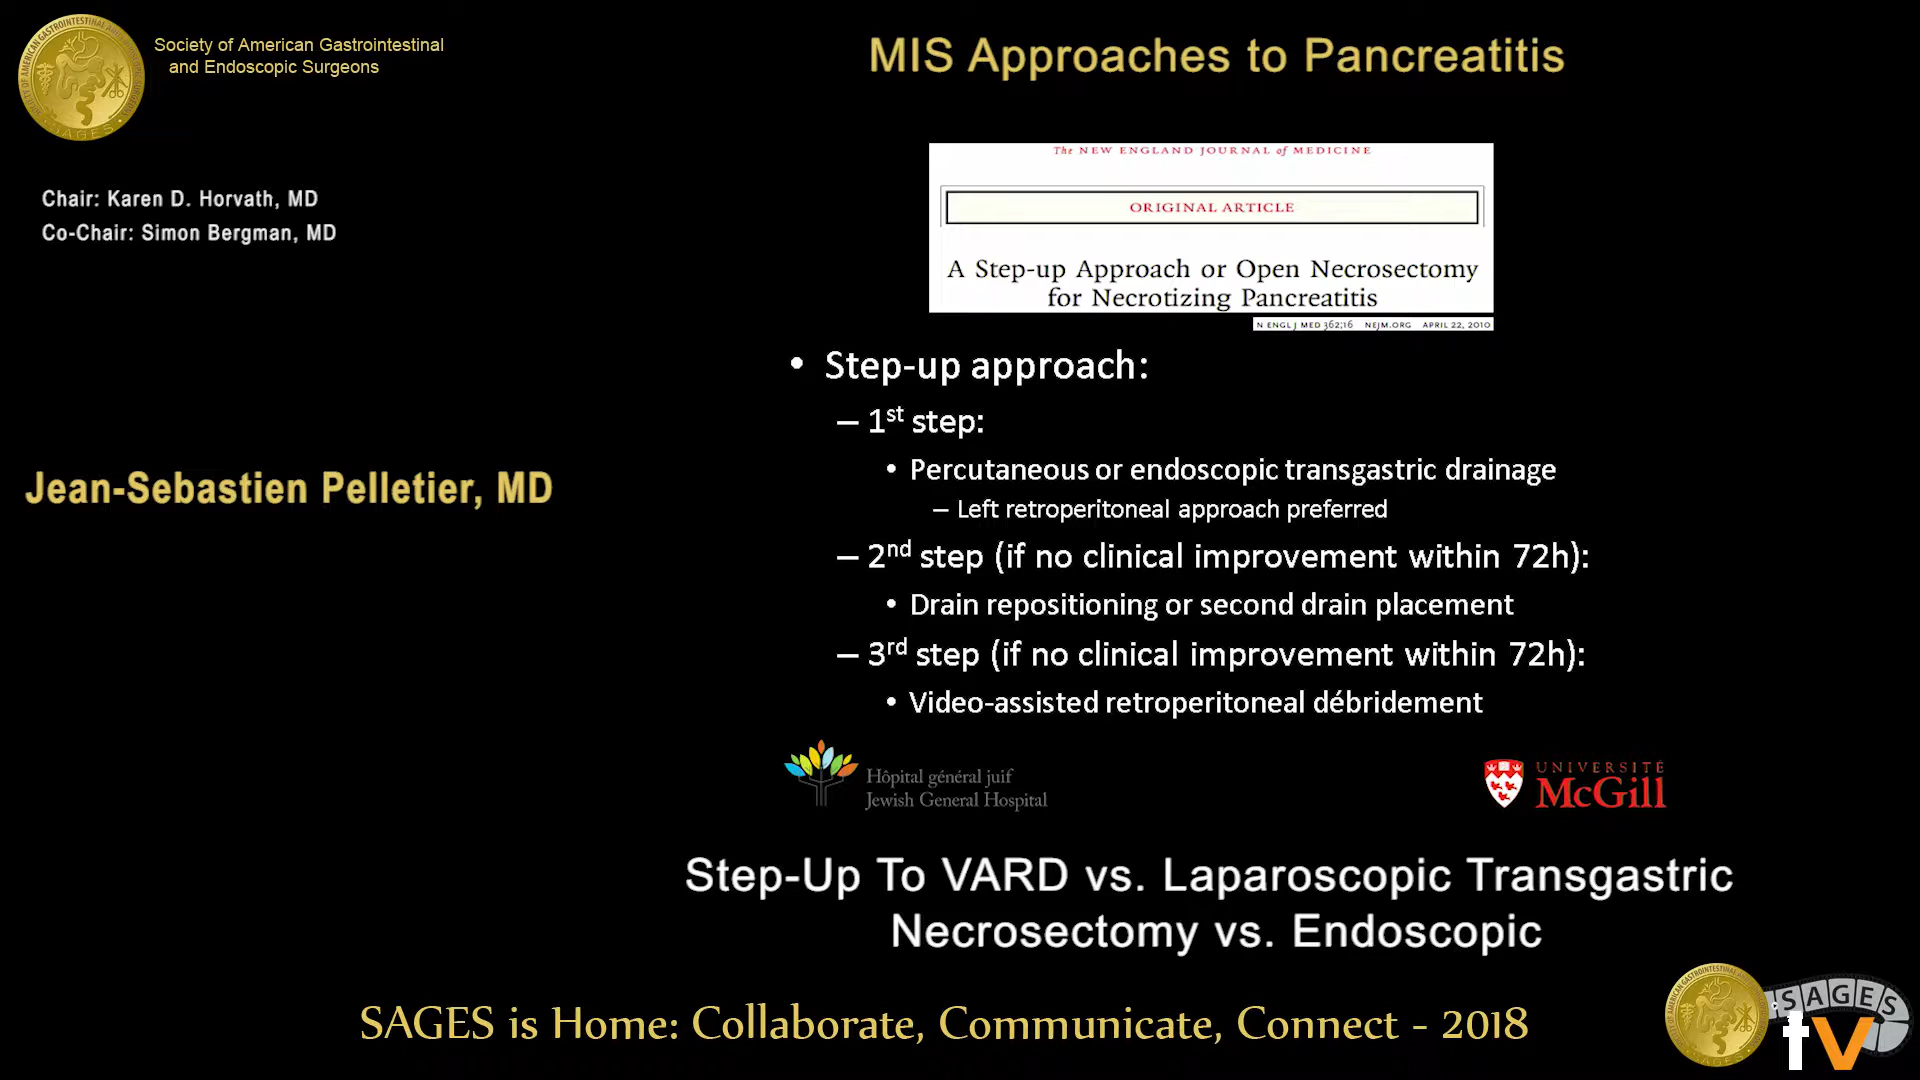 Society of American Gastrointestinal
and Endoscopic Surgeons
MIS Approaches to Pancreatitis
Chair: Karen D. Horvath, MD
Co-Chair: Simon Bergman, MD
Jean-Sebastien Pelletier, MD
The NEW ENGLAND JOURNAL of MEDICINE
ORIGINAL ARTICLE
A Step-up Approach or Open Necrosectomy
for Necrotizing Pancreatitis
N ENGL J MED 362;16 NEJM.ORG APRIL 22, 2010
• Step-up approach:
– 1st step:
• Percutaneous or endoscopic transgastric drainage
– Left retroperitoneal approach preferred
– 2nd step (if no clinical improvement within 72h):
• Drain repositioning or second drain placement
– 3rd step (if no clinical improvement within 72h):
• Video-assisted retroperitoneal débridement
Hôpital général juif
Jewish General Hospital
UNIVERSITÉ
McGill
Step-Up To VARD vs. Laparoscopic Transgastric
Necrosectomy vs. Endoscopic
SAGES is Home: Collaborate, Communicate, Connect - 2018
SAGES
tv